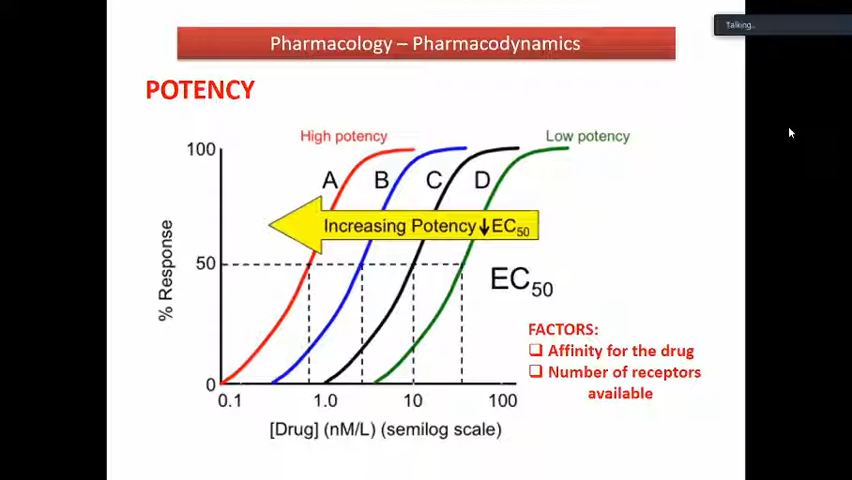 Pharmacology – Pharmacodynamics
Talking...
POTENCY
High potency
Low potency
100
A
B
C
D
Increasing Potency ↓EC50
50
EC50
% Response
FACTORS:
❑ Affinity for the drug
❑ Number of receptors
available
0
0.1
1.0
10
100
[Drug] (nM/L) (semilog scale)